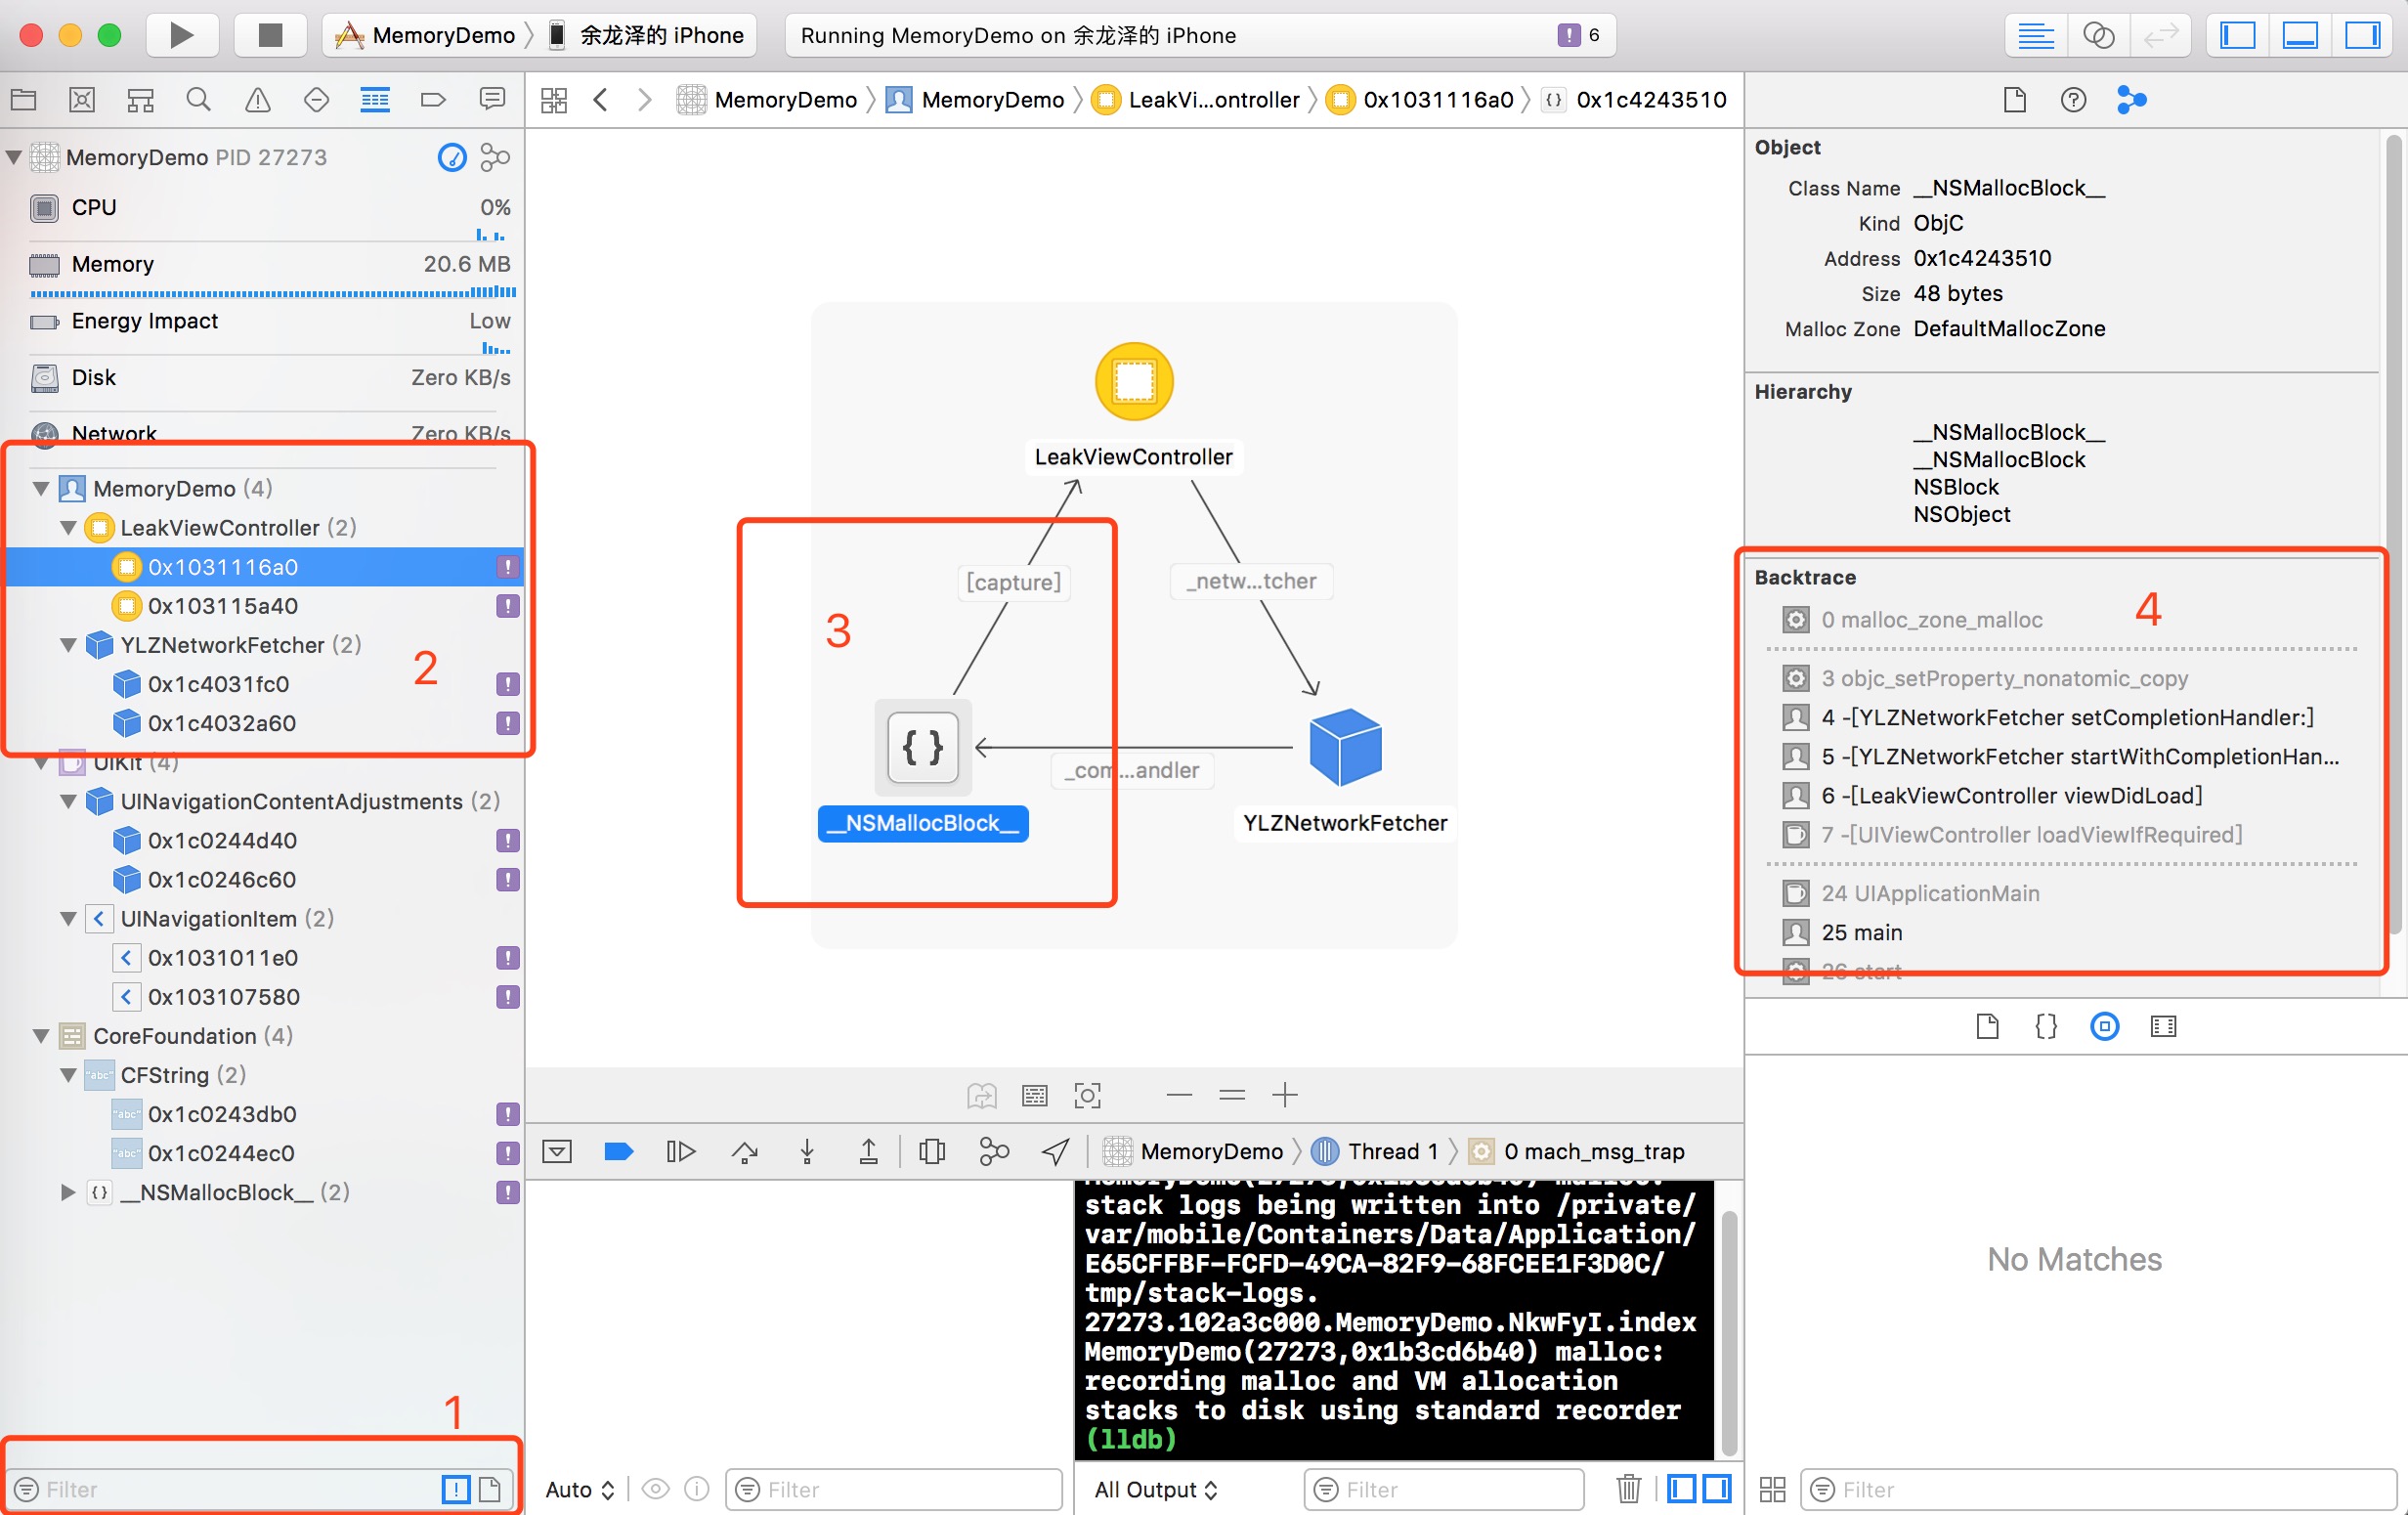 MemoryDemo 余龙泽的 iPhone
Running MemoryDemo on 余龙泽的 iPhone
! 6
MemoryDemo MemoryDemo LeakVi...ontroller 0x1031116a0 {} 0x1c4243510
MemoryDemo PID 27273
CPU 0%
Memory 20.6 MB
Energy Impact Low
Disk Zero KB/s
Network Zero KB/s
MemoryDemo (4)
LeakViewController (2)
0x1031116a0 !
0x103115a40 !
YLZNetworkFetcher (2)
2
0x1c4031fc0 !
0x1c4032a60 !
UIKit (4)
UINavigationContentAdjustments (2)
0x1c0244d40 !
0x1c0246c60 !
UINavigationItem (2)
0x1031011e0 !
0x103107580 !
CoreFoundation (4)
"abc" CFString (2)
"abc" 0x1c0243db0 !
"abc" 0x1c0244ec0 !
{} __NSMallocBlock__ (2) !
1
Filter !
LeakViewController
[capture]
_netw...tcher
3
{ }
_com...andler
__NSMallocBlock__
YLZNetworkFetcher
MemoryDemo Thread 1 0 mach_msg_trap
stack logs being written into /private/
var/mobile/Containers/Data/Application/
E65CFFBF-FCFD-49CA-82F9-68FCEE1F3D0C/
tmp/stack-logs.
27273.102a3c000.MemoryDemo.NkwFyI.index
MemoryDemo(27273,0x1b3cd6b40) malloc:
recording malloc and VM allocation
stacks to disk using standard recorder
(lldb)
Auto Filter
All Output Filter
Object
Class Name __NSMallocBlock__
Kind ObjC
Address 0x1c4243510
Size 48 bytes
Malloc Zone DefaultMallocZone
Hierarchy
__NSMallocBlock__
__NSMallocBlock
NSBlock
NSObject
Backtrace
4
0 malloc_zone_malloc
3 objc_setProperty_nonatomic_copy
4 -[YLZNetworkFetcher setCompletionHandler:]
5 -[YLZNetworkFetcher startWithCompletionHan...
6 -[LeakViewController viewDidLoad]
7 -[UIViewController loadViewIfRequired]
24 UIApplicationMain
25 main
26 start
{}
No Matches
Filter